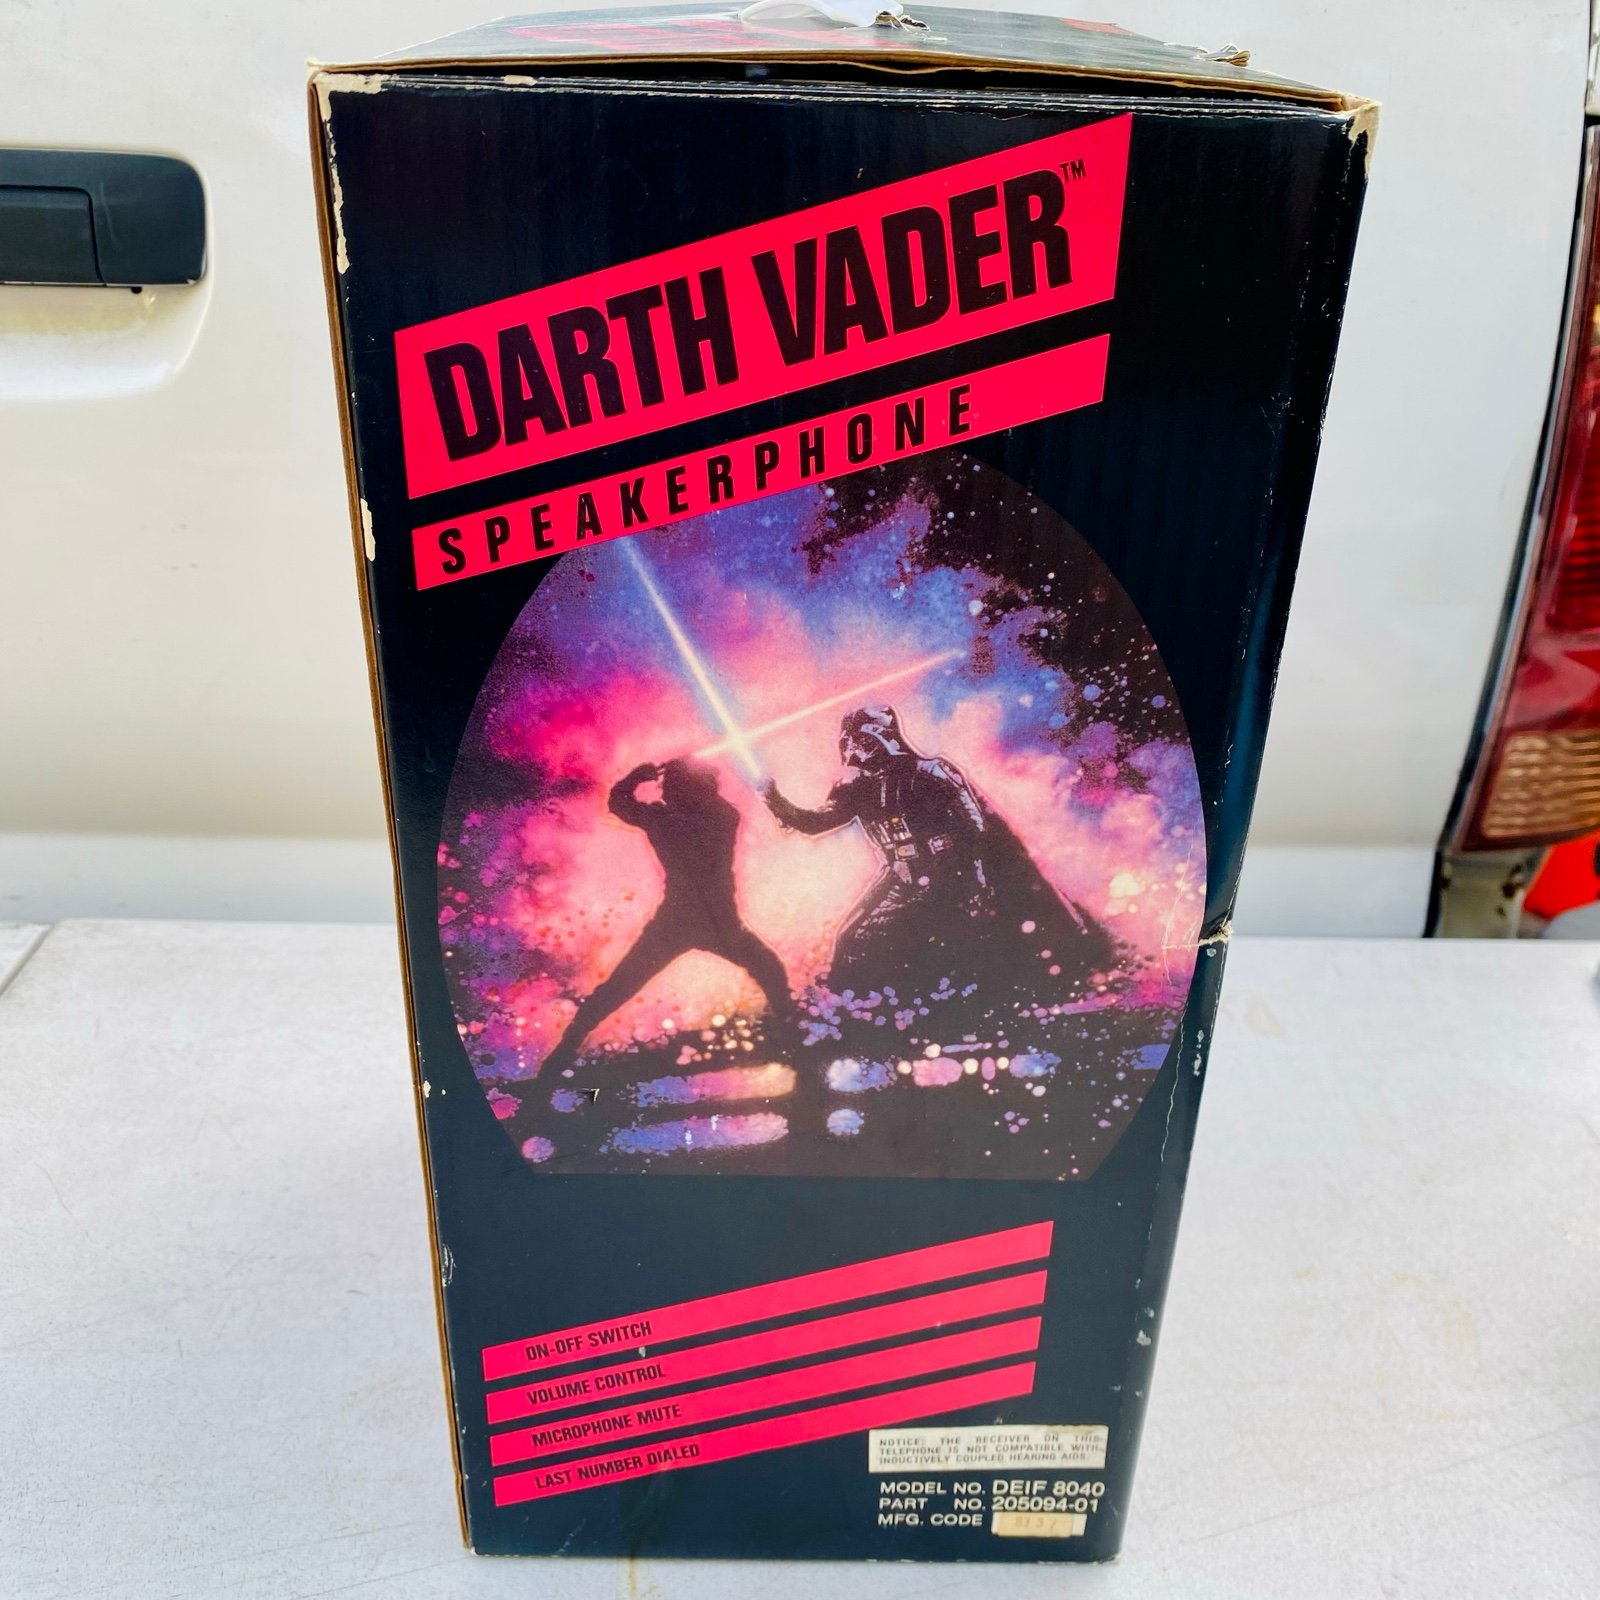 DARTH VADER™
SPEAKERPHONE
ON-OFF SWITCH
VOLUME CONTROL
MICROPHONE MUTE
LAST NUMBER DIALED
NOTICE: THE RECEIVER ON THIS
TELEPHONE IS NOT COMPATIBLE WITH
INDUCTIVELY COUPLED HEARING AIDS.
MODEL NO. DEIF 8040
PART NO. 205094-01
MFG. CODE